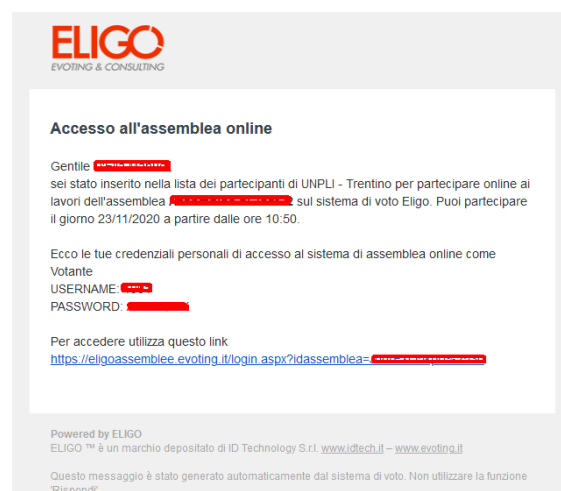 ELIGO
EVOTING & CONSULTING
Accesso all'assemblea online
Gentile
sei stato inserito nella lista dei partecipanti di UNPLI - Trentino per partecipare online ai
lavori dell'assemblea sul sistema di voto Eligo. Puoi partecipare
il giorno 23/11/2020 a partire dalle ore 10:50.
Ecco le tue credenziali personali di accesso al sistema di assemblea online come
Votante
USERNAME:
PASSWORD:
Per accedere utilizza questo link
https://eligoassemblee.evoting.it/login.aspx?idassemblea=
Powered by ELIGO
ELIGO ™ è un marchio depositato di ID Technology S.r.l. www.idtech.it – www.evoting.it
Questo messaggio è stato generato automaticamente dal sistema di voto. Non utilizzare la funzione
'Rispondi'